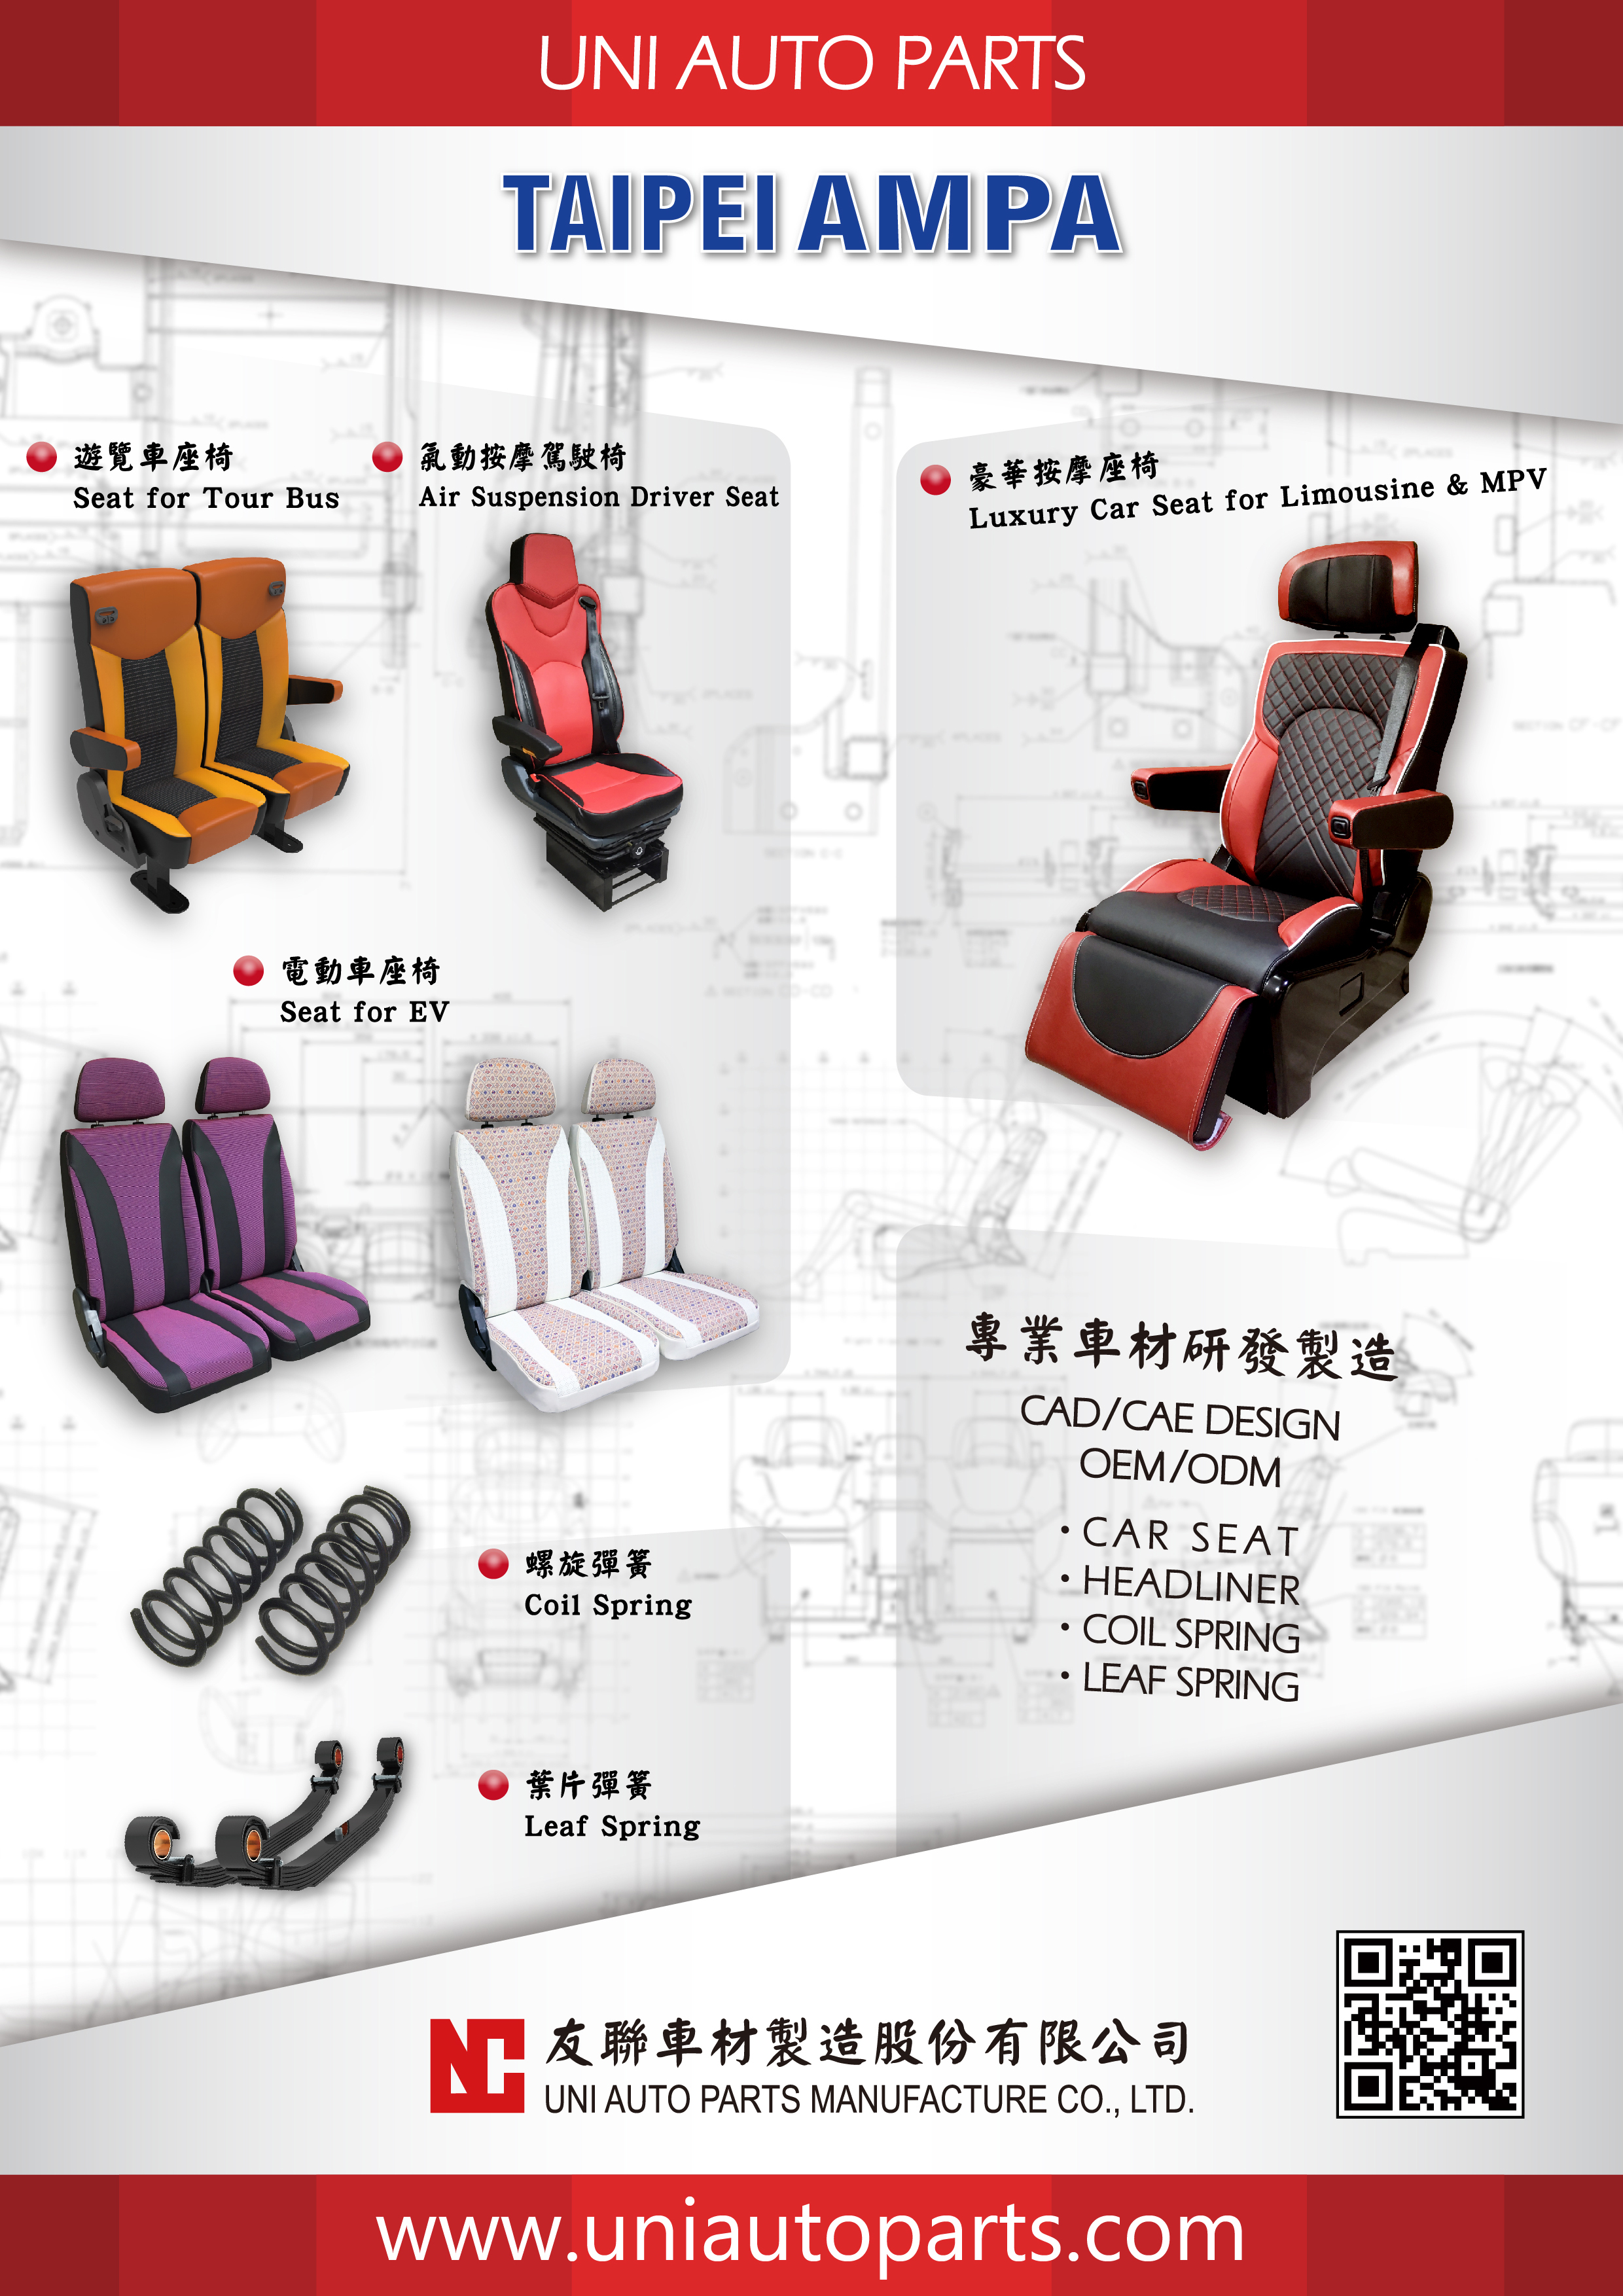 UNI AUTO PARTS
TAIPEI AMPA
遊覽車座椅
Seat for Tour Bus
氣動按摩駕駛椅
Air Suspension Driver Seat
豪華按摩座椅
Luxury Car Seat for Limousine & MPV
電動車座椅
Seat for EV
專業車材研發製造
CAD/CAE DESIGN
OEM/ODM
・CAR SEAT
・HEADLINER
・COIL SPRING
・LEAF SPRING
螺旋彈簧
Coil Spring
葉片彈簧
Leaf Spring
友聯車材製造股份有限公司
UNI AUTO PARTS MANUFACTURE CO., LTD.
www.uniautoparts.com